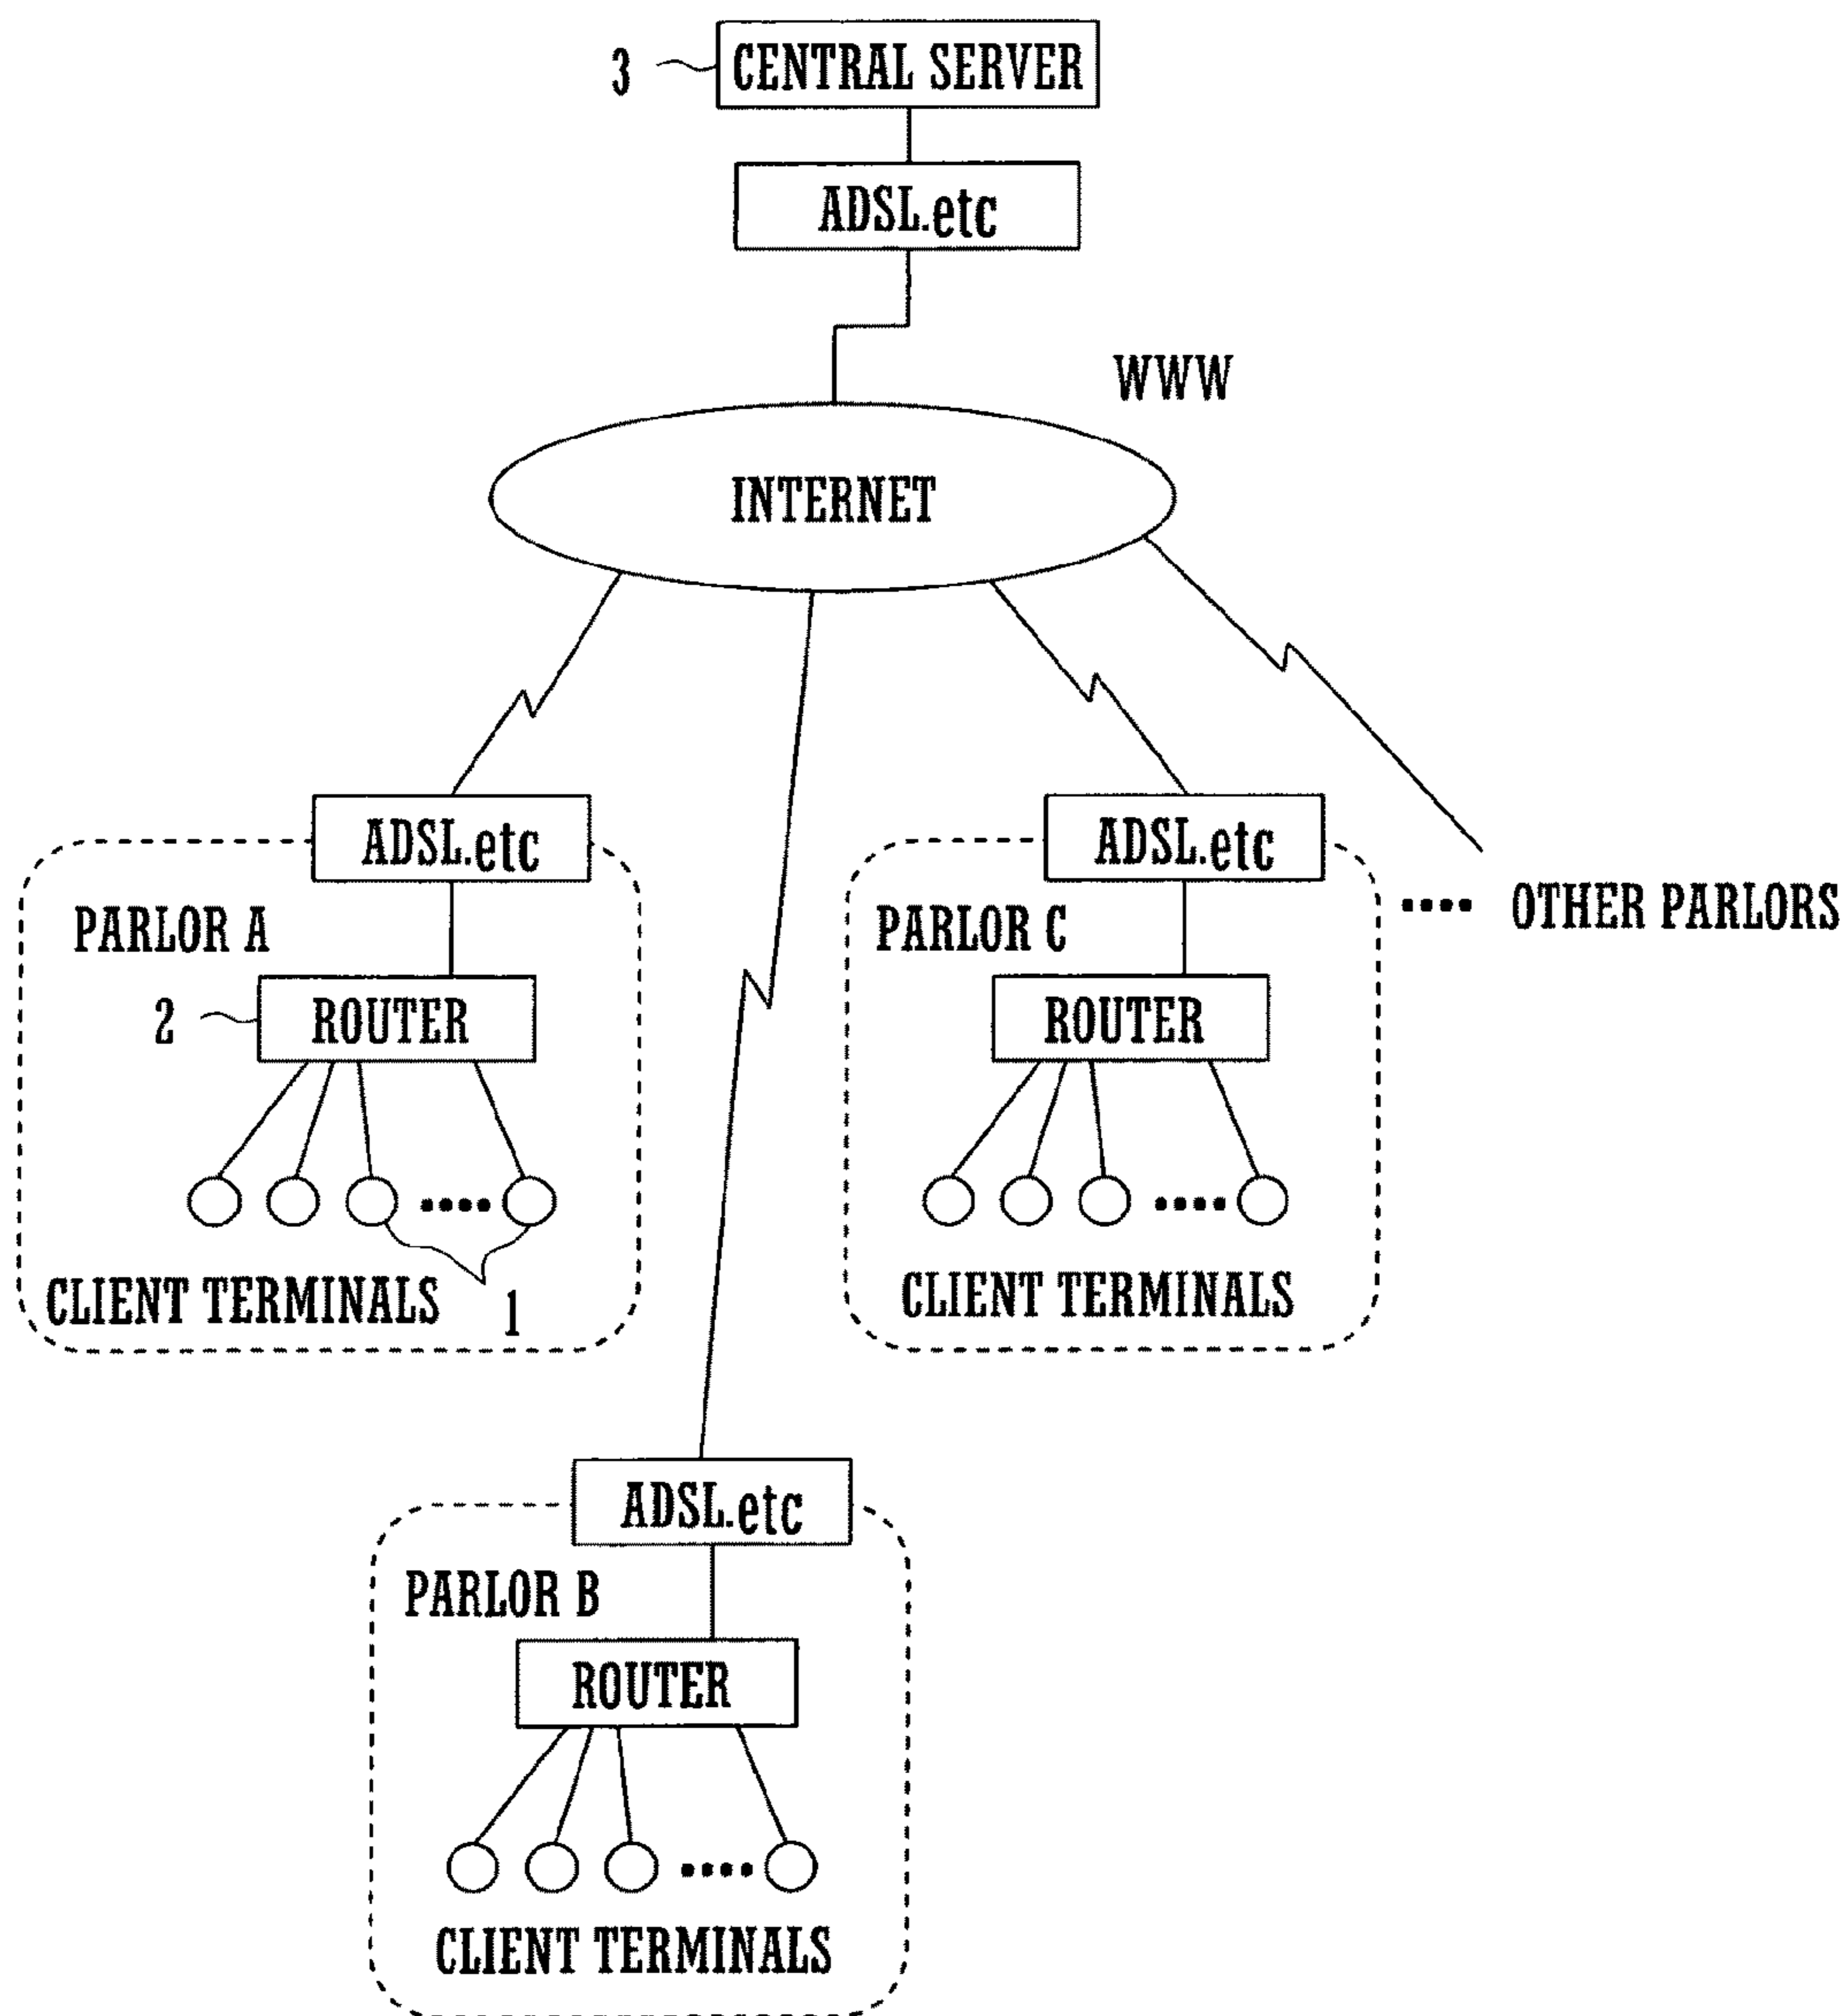 3 CENTRAL SERVER
ADSL.etc
WWW
INTERNET
ADSL.etc
PARLOR A
2 ROUTER
CLIENT TERMINALS 1
ADSL.etc
PARLOR C
ROUTER
CLIENT TERMINALS
.... OTHER PARLORS
ADSL.etc
PARLOR B
ROUTER
CLIENT TERMINALS